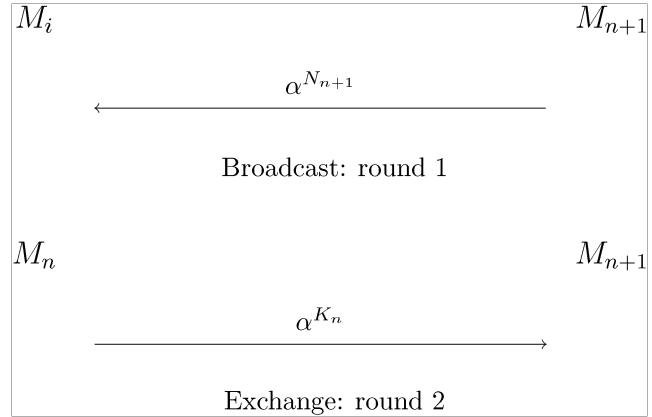 M_i M_{n+1}
α^{N_{n+1}}
Broadcast: round 1
M_n M_{n+1}
α^{K_n}
Exchange: round 2